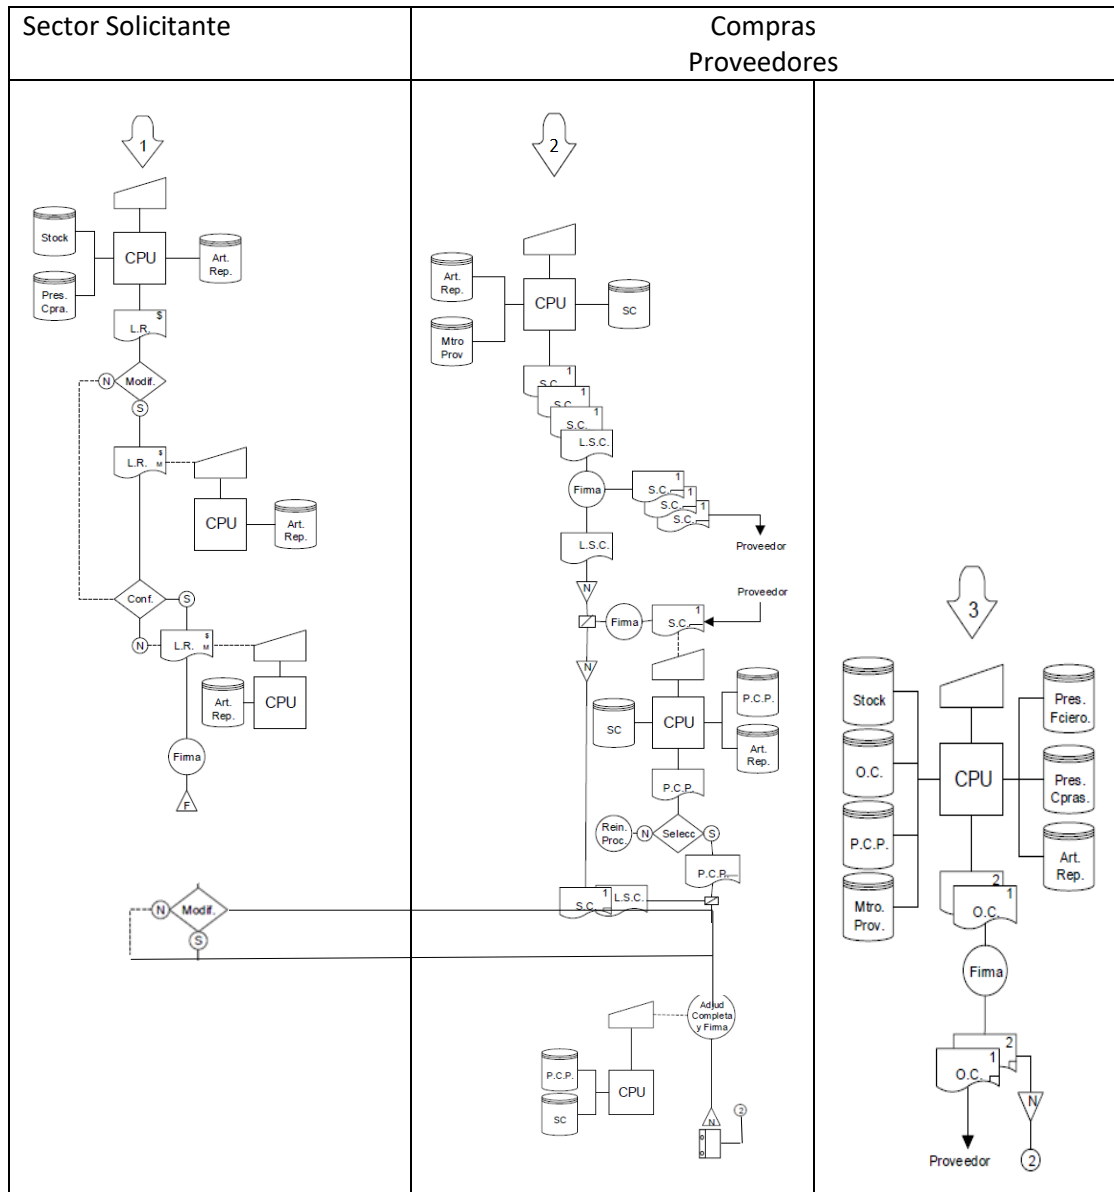 Sector Solicitante
Compras
Proveedores
1
Stock
CPU
Art.
Rep.
Pres.
Cpra.
$
L.R.
N
Modif.
S
$
L.R. M
CPU
Art.
Rep.
Conf.
S
N
$
L.R. M
Art.
Rep.
CPU
Firma
F
N
Modif.
S
2
Art.
Rep.
CPU
SC
Mtro
Prov
1
S.C.
1
S.C.
1
S.C.
L.S.C.
Firma
1
S.C.
1
S.C.
1
S.C.
Proveedor
L.S.C.
N
Proveedor
Firma
1
S.C.
N
SC
CPU
P.C.P.
Art.
Rep.
P.C.P.
Rein.
Proc.
N
Selecc
S
P.C.P.
1
S.C.
L.S.C.
Adjud
Completa
y Firma
P.C.P.
CPU
SC
N
2
3
Stock
Pres.
Fciero.
O.C.
CPU
Pres.
Cpras.
P.C.P.
Art.
Rep.
Mtro.
Prov.
2
1
O.C.
Firma
2
1
O.C.
N
Proveedor
2